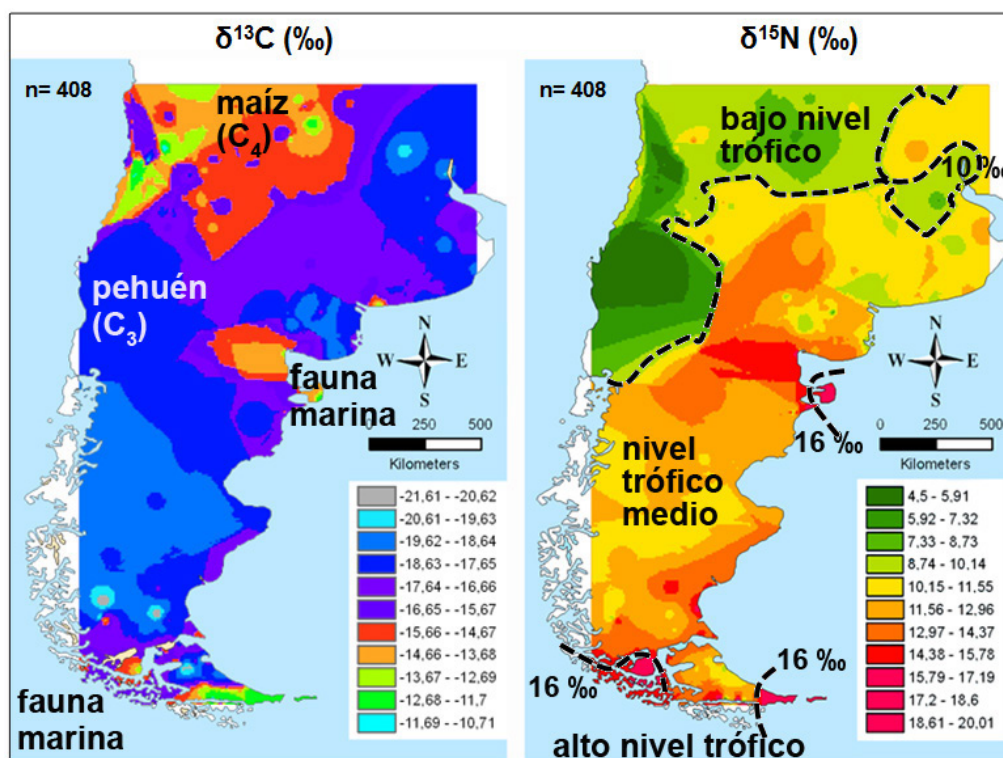 δ¹³C (‰)
n= 408
maíz
(C₄)
pehuén
(C₃)
fauna
marina
N
W E
S
0 250 500
Kilometers
-21,61 - -20,62
-20,61 - -19,63
-19,62 - -18,64
-18,63 - -17,65
-17,64 - -16,66
-16,65 - -15,67
-15,66 - -14,67
-14,66 - -13,68
-13,67 - -12,69
-12,68 - -11,7
-11,69 - -10,71
fauna
marina
δ¹⁵N (‰)
n= 408
bajo nivel
trófico
10 ‰
N
W E
S
16 ‰
0 250 500
Kilometers
nivel
trófico
medio
4,5 - 5,91
5,92 - 7,32
7,33 - 8,73
8,74 - 10,14
10,15 - 11,55
11,56 - 12,96
12,97 - 14,37
14,38 - 15,78
15,79 - 17,19
17,2 - 18,6
18,61 - 20,01
16 ‰
16 ‰
alto nivel trófico